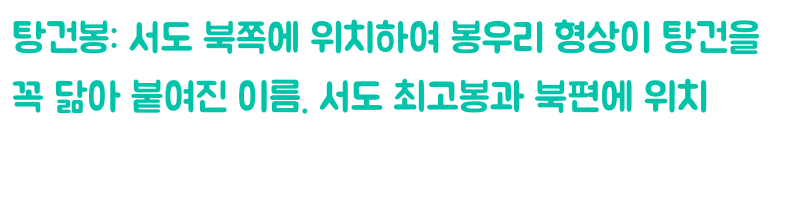 탕건봉: 서도 북쪽에 위치하여 봉우리 형상이 탕건을
꼭 닮아 붙여진 이름. 서도 최고봉과 북편에 위치